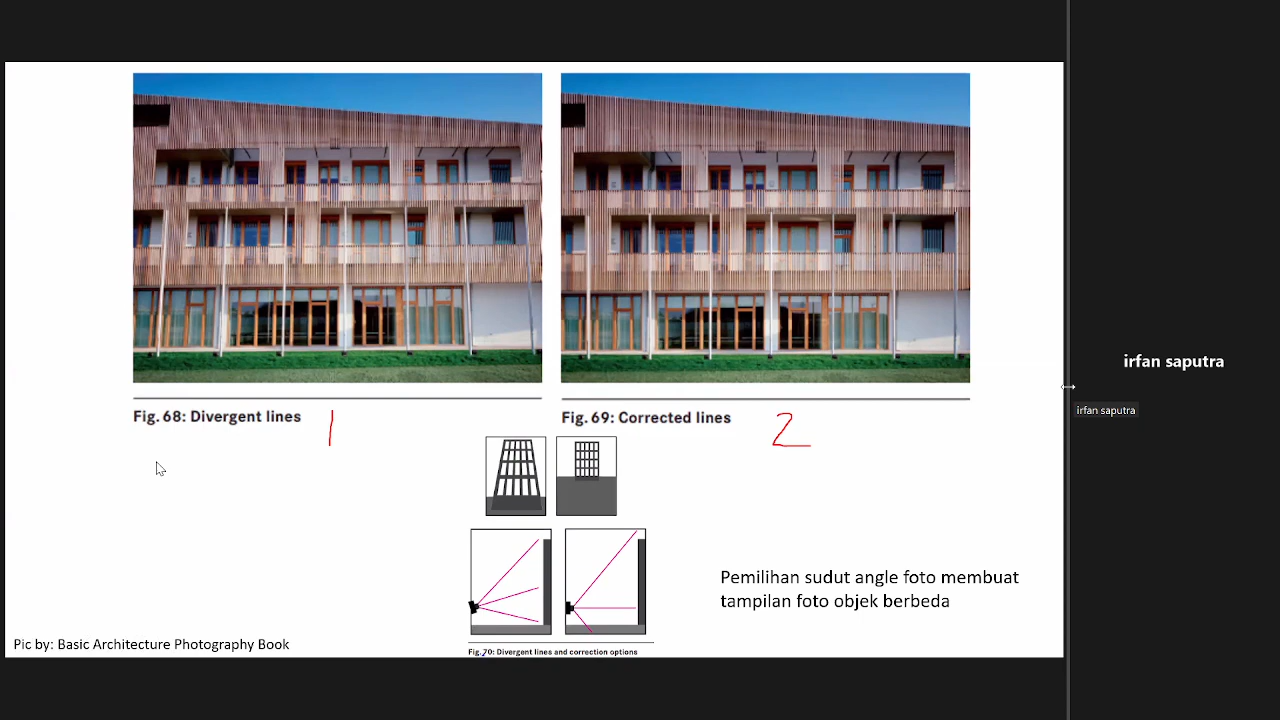 Fig. 68: Divergent lines
1
Fig. 69: Corrected lines
2
Pemilihan sudut angle foto membuat
tampilan foto objek berbeda
Pic by: Basic Architecture Photography Book
Fig. 70: Divergent lines and correction options
irfan saputra
irfan saputra